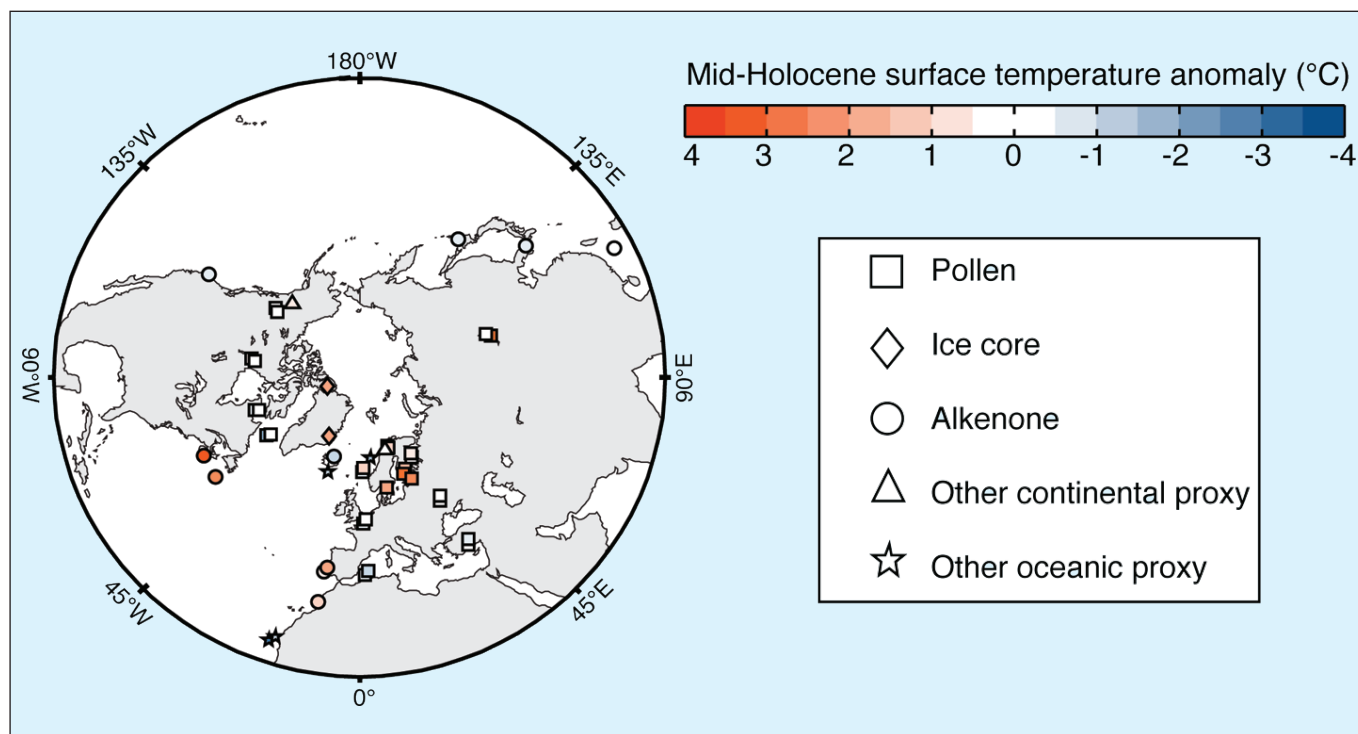 180°W
135°W
135°E
90°W
90°E
45°W
45°E
0°
Mid-Holocene surface temperature anomaly (°C)
4 3 2 1 0 -1 -2 -3 -4
Pollen
Ice core
Alkenone
Other continental proxy
Other oceanic proxy